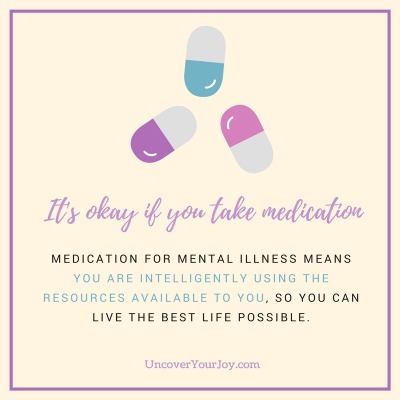 It's okay if you take medication
MEDICATION FOR MENTAL ILLNESS MEANS
YOU ARE INTELLIGENTLY USING THE
RESOURCES AVAILABLE TO YOU, SO YOU CAN
LIVE THE BEST LIFE POSSIBLE.
UncoverYourJoy.com